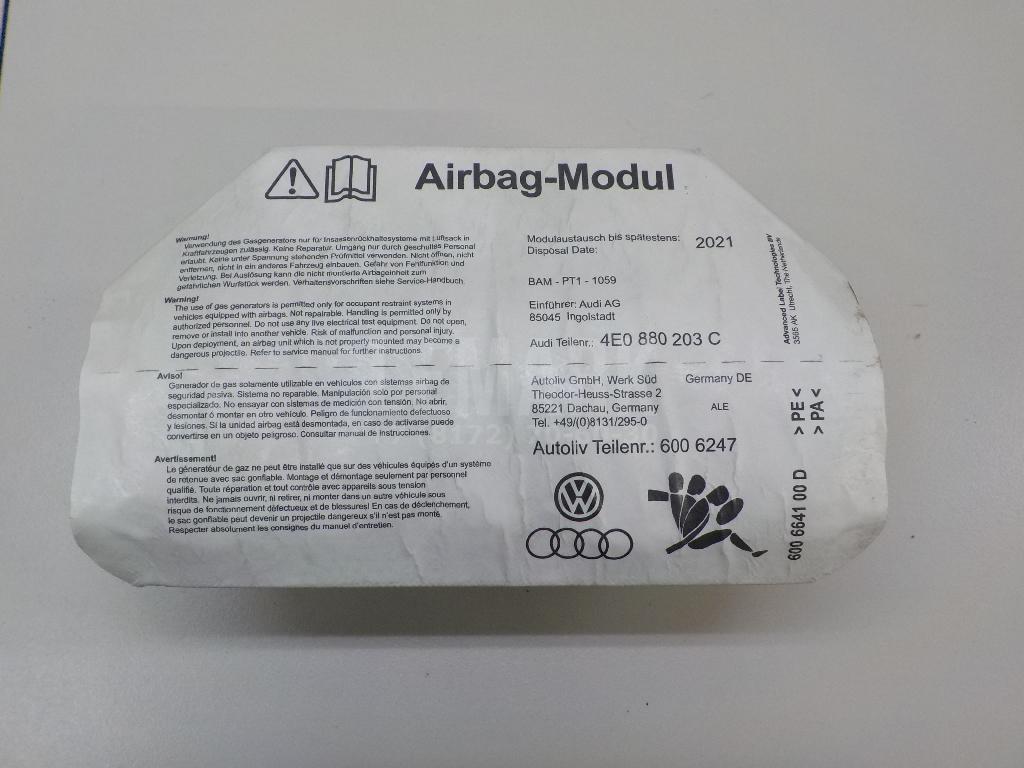 Airbag-Modul
Warnung!
Verwendung des Gasgenerators nur für Insassenrückhaltesysteme mit Luftsack in
Kraftfahrzeugen zulässig. Keine Reparatur. Umgang nur durch geschultes Personal
erlaubt. Keine unter Spannung stehenden Prüfmittel verwenden. Nicht öffnen, nicht
entfernen, nicht in ein anderes Fahrzeug einbauen. Gefahr von Fehlfunktion und
Verletzung. Bei Auslösung kann die nicht montierte Airbageinheit zum
gefährlichen Wurfstück werden. Verhaltensvorschriften siehe Service-Handbuch.
Warning!
The use of gas generators is permitted only for occupant restraint systems in
vehicles equipped with airbags. Not repairable. Handling is permitted only by
authorized personnel. Do not use any live electrical test equipment. Do not open,
remove or install into another vehicle. Risk of malfunction and personal injury.
Upon deployment, an airbag unit which is not properly mounted may become a
dangerous projectile. Refer to service manual for further instructions.
Aviso!
Generador de gas solamente utilizable en vehículos con sistemas airbag de
seguridad pasiva. Sistema no reparable. Manipulación solo por personal
especializado. No ensayar con sistemas de medición con tensión. No abrir,
desmontar ó montar en otro vehículo. Peligro de funcionamiento defectuoso
y lesiones. Sí la unidad airbag está desmontada, en caso de activarse puede
convertirse en un objeto peligroso. Consultar manual de instrucciones.
Avertissement!
Le générateur de gaz ne peut être installé que sur des véhicules équipés d'un système
de retenue avec sac gonflable. Montage et démontage seulement par personnel
qualifié. Toute réparation et tout contrôle avec appareils sous tension
interdits. Ne jamais ouvrir, ni retirer, ni monter dans un autre véhicule sous
risque de fonctionnement défectueux et de blessures! En cas de déclenchement,
le sac gonflable peut devenir un projectile dangereux s'il n'est pas monté.
Respecter absolument les consignes du manuel d'entretien.
Modulaustausch bis spätestens: 2021
Disposal Date:
BAM - PT1 - 1059
Einführer: Audi AG
85045 Ingolstadt
Audi Teilenr.: 4E0 880 203 C
Autoliv GmbH, Werk Süd Germany DE
Theodor-Heuss-Strasse 2
85221 Dachau, Germany ALE
Tel. +49/(0)8131/295-0
Autoliv Teilenr.: 600 6247
Advanced Label Technologies BV
3565 AK Utrecht, The Netherlands
> PE <
> PA <
600 6641 00 D